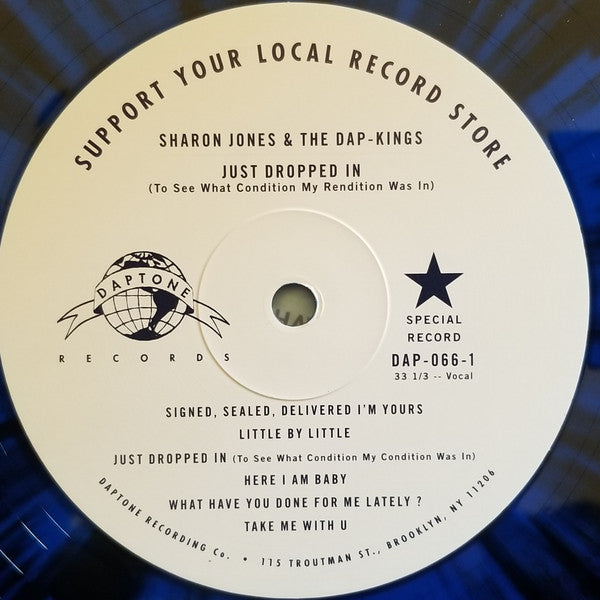 SUPPORT YOUR LOCAL RECORD STORE
SHARON JONES & THE DAP-KINGS
JUST DROPPED IN
(To See What Condition My Rendition Was In)
DAPTONE
RECORDS
SPECIAL
RECORD
DAP-066-1
33 1/3 -- Vocal
SIGNED, SEALED, DELIVERED I'M YOURS
LITTLE BY LITTLE
JUST DROPPED IN (To See What Condition My Condition Was In)
HERE I AM BABY
WHAT HAVE YOU DONE FOR ME LATELY ?
TAKE ME WITH U
DAPTONE RECORDING Co. • 115 TROUTMAN ST., BROOKLYN, NY 11206